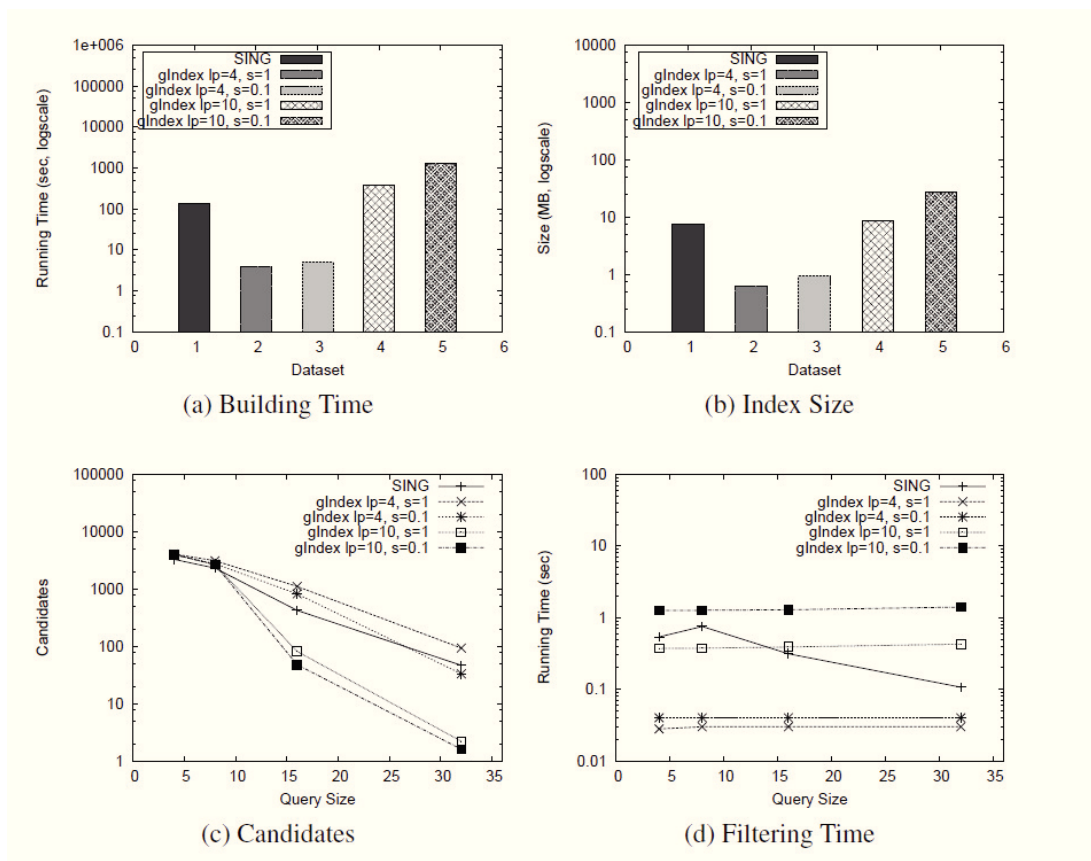 1e+006
100000
10000
1000
100
10
1
0.1
Running Time (sec, logscale)
SING
gIndex lp=4, s=1
gIndex lp=4, s=0.1
gIndex lp=10, s=1
gIndex lp=10, s=0.1
0 1 2 3 4 5 6
Dataset
(a) Building Time
10000
1000
100
10
1
0.1
Size (MB, logscale)
SING
gIndex lp=4, s=1
gIndex lp=4, s=0.1
gIndex lp=10, s=1
gIndex lp=10, s=0.1
0 1 2 3 4 5 6
Dataset
(b) Index Size
100000
10000
1000
100
10
1
Candidates
SING
gIndex lp=4, s=1
gIndex lp=4, s=0.1
gIndex lp=10, s=1
gIndex lp=10, s=0.1
0 5 10 15 20 25 30 35
Query Size
(c) Candidates
100
10
1
0.1
0.01
Running Time (sec)
SING
gIndex lp=4, s=1
gIndex lp=4, s=0.1
gIndex lp=10, s=1
gIndex lp=10, s=0.1
0 5 10 15 20 25 30 35
Query Size
(d) Filtering Time